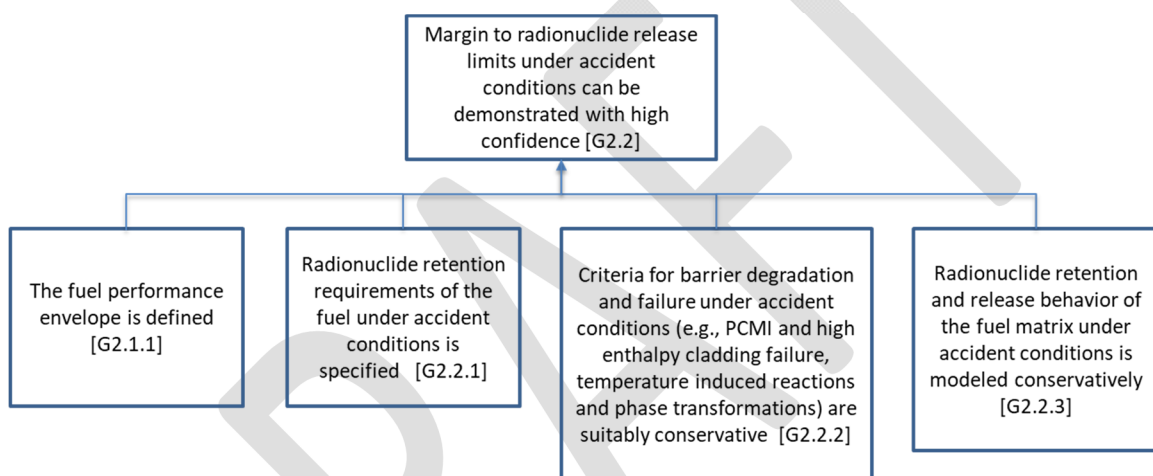 Margin to radionuclide release
limits under accident
conditions can be
demonstrated with high
confidence [G2.2]
The fuel performance
envelope is defined
[G2.1.1]
Radionuclide retention
requirements of the
fuel under accident
conditions is
specified [G2.2.1]
Criteria for barrier degradation
and failure under accident
conditions (e.g., PCMI and high
enthalpy cladding failure,
temperature induced reactions
and phase transformations) are
suitably conservative [G2.2.2]
Radionuclide retention
and release behavior of
the fuel matrix under
accident conditions is
modeled conservatively
[G2.2.3]